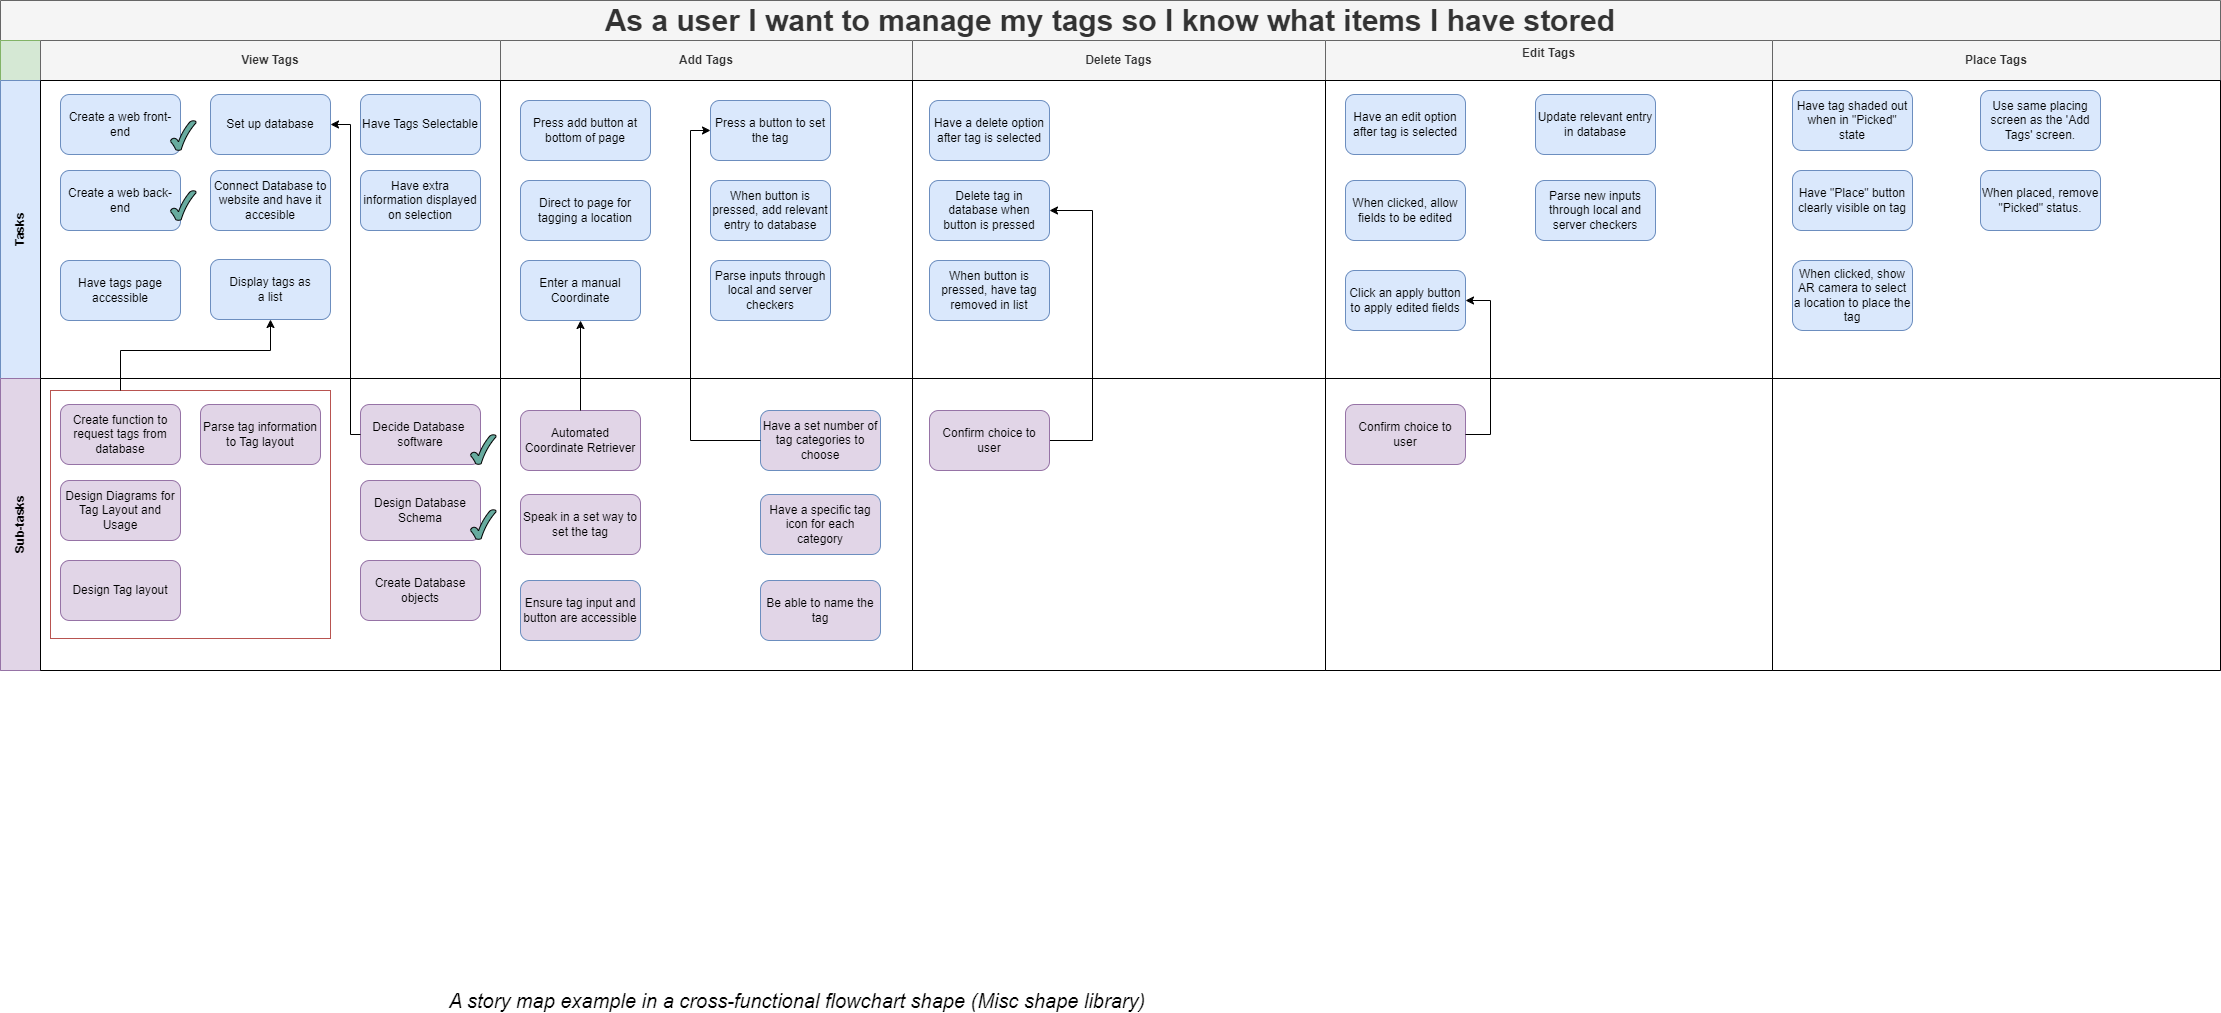 As a user I want to manage my tags so I know what items I have stored
View Tags
Add Tags
Delete Tags
Edit Tags
Place Tags
Tasks
Create a web front-
end
Set up database
Have Tags Selectable
Create a web back-
end
Connect Database to
website and have it
accesible
Have extra
information displayed
on selection
Have tags page
accessible
Display tags as
a list
Press add button at
bottom of page
Press a button to set
the tag
Direct to page for
tagging a location
When button is
pressed, add relevant
entry to database
Enter a manual
Coordinate
Parse inputs through
local and server
checkers
Have a delete option
after tag is selected
Delete tag in
database when
button is pressed
When button is
pressed, have tag
removed in list
Have an edit option
after tag is selected
Update relevant entry
in database
When clicked, allow
fields to be edited
Parse new inputs
through local and
server checkers
Click an apply button
to apply edited fields
Have tag shaded out
when in "Picked"
state
Use same placing
screen as the 'Add
Tags' screen.
Have "Place" button
clearly visible on tag
When placed, remove
"Picked" status.
When clicked, show
AR camera to select
a location to place the
tag
Sub-tasks
Create function to
request tags from
database
Parse tag information
to Tag layout
Decide Database
software
Design Diagrams for
Tag Layout and
Usage
Design Database
Schema
Design Tag layout
Create Database
objects
Automated
Coordinate Retriever
Have a set number of
tag categories to
choose
Speak in a set way to
set the tag
Have a specific tag
icon for each
category
Ensure tag input and
button are accessible
Be able to name the
tag
Confirm choice to
user
Confirm choice to
user
A story map example in a cross-functional flowchart shape (Misc shape library)